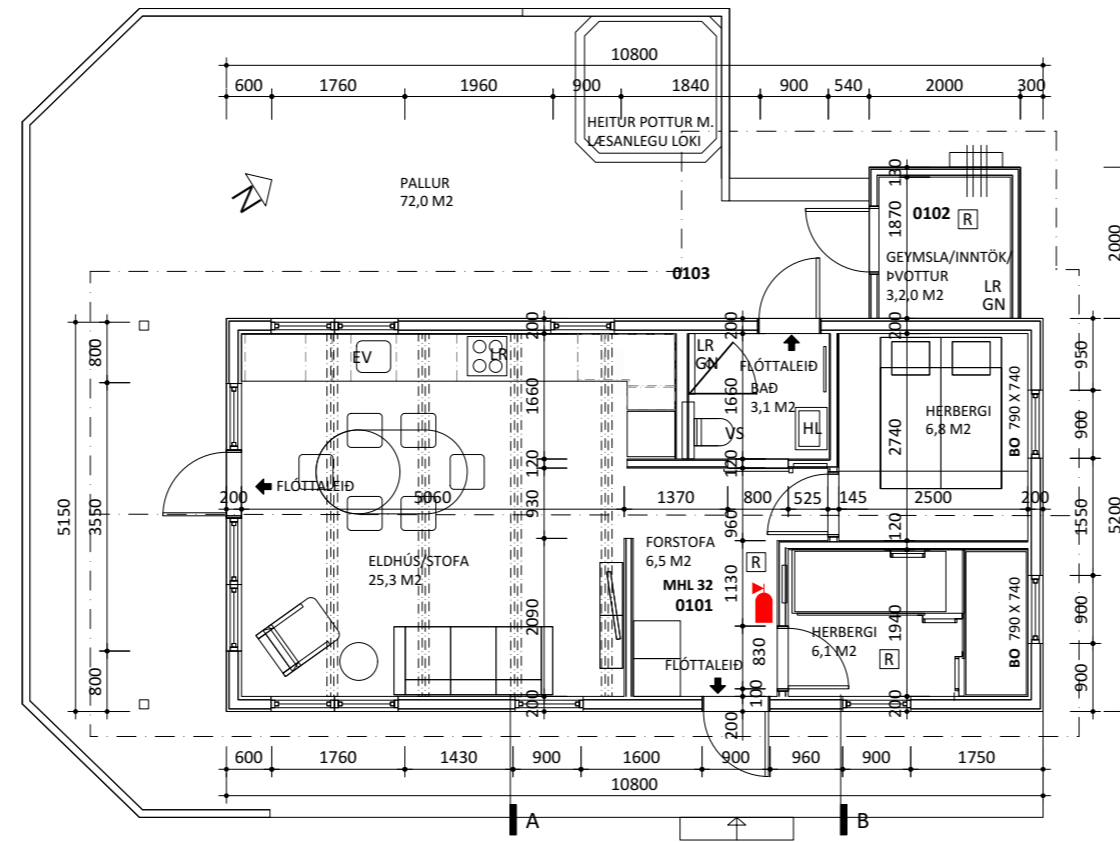 10800
600 1760 1960 900 1840 900 540 2000 300
HEITUR POTTUR M.
LÆSANLEGU LOKI
PALLUR
72,0 M2
N
130
1870
0102 R
GEYMSLA/INNTÖK/
ÞVOTTUR
3,2,0 M2
LR
GN
2000
0103
200 200 200
800
EV
LR
LR
GN
FLÓTTALEIÐ
BAÐ
3,1 M2
VS
HL
1660
1660
2740
HERBERGI
6,8 M2
BO 790 X 740
950
900
120 120
FLÓTTALEIÐ
200 5060 1370 800 525 145 2500 200
5150
3550
930
960
120
1550
5200
ELDHÚS/STOFA
25,3 M2
FORSTOFA
6,5 M2
MHL 32
0101
R
1130
2090
830
HERBERGI
6,1 M2
R
1940
BO 790 X 740
900
900
FLÓTTALEIÐ
800
100
200 200 200
600 1760 1430 900 1600 900 960 900 1750
10800
A B